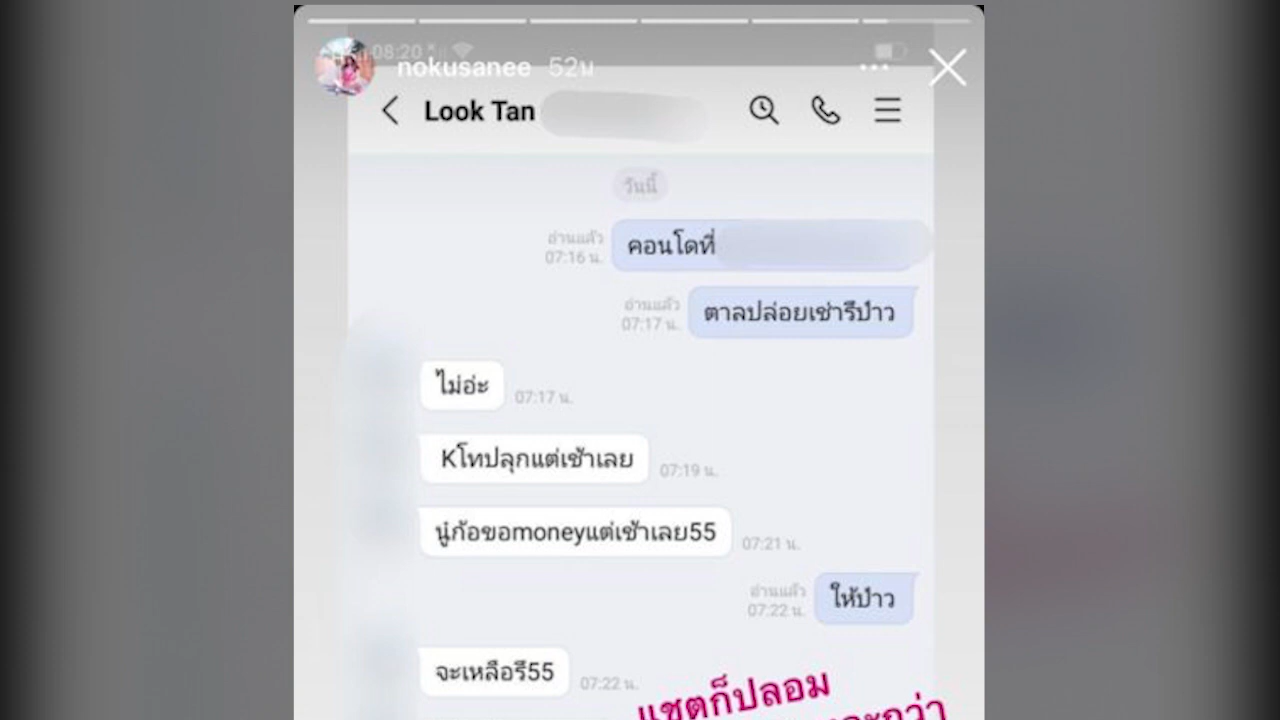 08:20
nokusanee 52ม
Look Tan
วันนี้
คอนโดที่
อ่านแล้ว
07:16 น.
ตาลปล่อยเช่ารึป๋าว
อ่านแล้ว
07:17 น.
ไม่อ่ะ
07:17 น.
Kโทปลุกแต่เช้าเลย
07:19 น.
นู๋ก้อขอmoneyแต่เช้าเลย55
07:21 น.
ให้ป๋าว
อ่านแล้ว
07:22 น.
จะเหลือรึ55
07:22 น.
แชตก็ปลอม